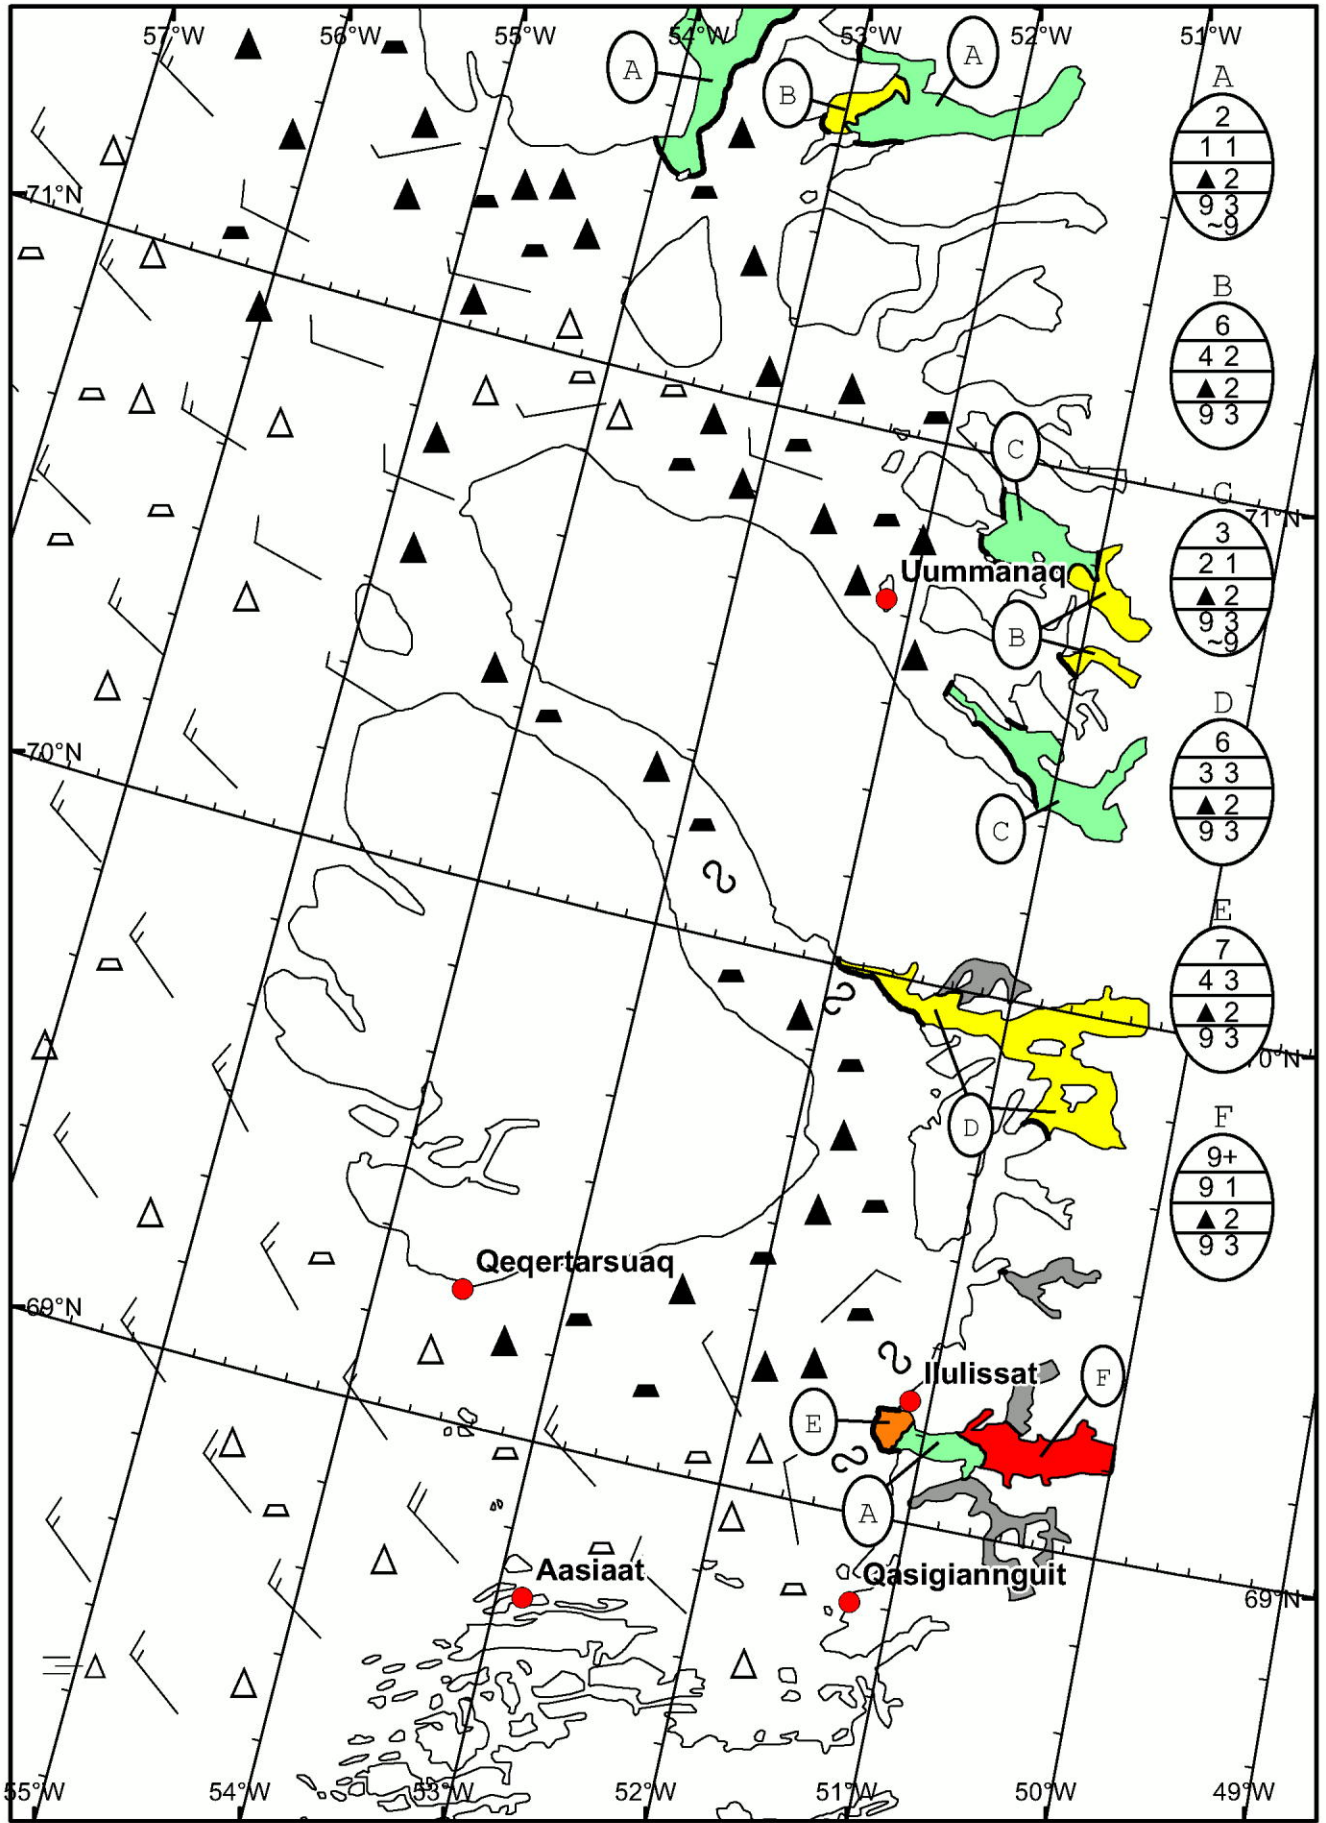 57°W 56°W 55°W 54°W 53°W 52°W 51°W
A
A
B
A
2
1 1
▲ 2
9 3
~9
71°N
B
6
4 2
▲ 2
9 3
C
C
3
2 1
▲ 2
9 3
~9
71°N
Uummanaq
B
D
6
3 3
▲ 2
9 3
70°N
C
E
7
4 3
▲ 2
9 3
70°N
D
F
9+
9 1
▲ 2
9 3
Qeqertarsuaq
69°N
Ilulissat
F
E
A
Aasiaat
Qasigiannguit
69°N
55°W 54°W 53°W 52°W 51°W 50°W 49°W